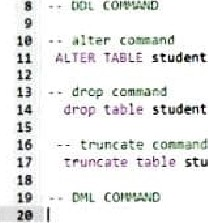 8 -- DDL COMMAND
9
10 -- alter command
11 ALTER TABLE student
12
13 -- drop command
14 drop table student
15
16 -- truncate command
17 truncate table stu
18
19 -- DML COMMAND
20